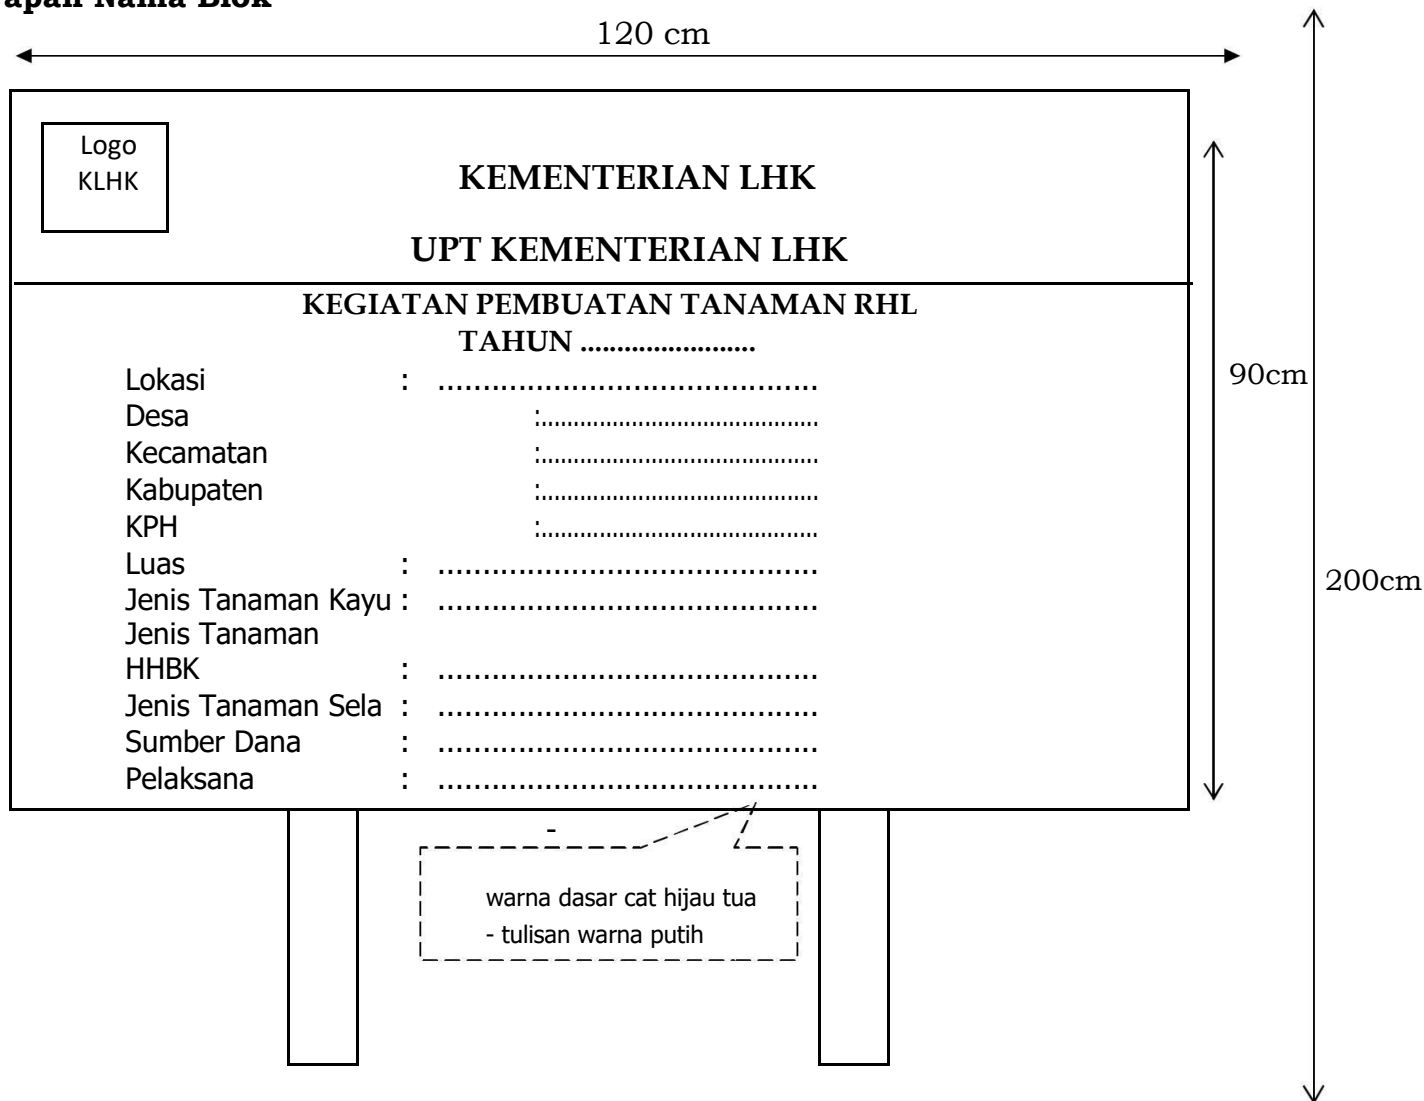 apan Nama Blok
120 cm
Logo
KLHK
KEMENTERIAN LHK
UPT KEMENTERIAN LHK
KEGIATAN PEMBUATAN TANAMAN RHL
TAHUN ........................
Lokasi : ..........................................
Desa :..........................................
Kecamatan :..........................................
Kabupaten :..........................................
KPH :..........................................
Luas : ..........................................
Jenis Tanaman Kayu : ..........................................
Jenis Tanaman
HHBK : ..........................................
Jenis Tanaman Sela : ..........................................
Sumber Dana : ..........................................
Pelaksana : ..........................................
90cm
200cm
-
warna dasar cat hijau tua
- tulisan warna putih